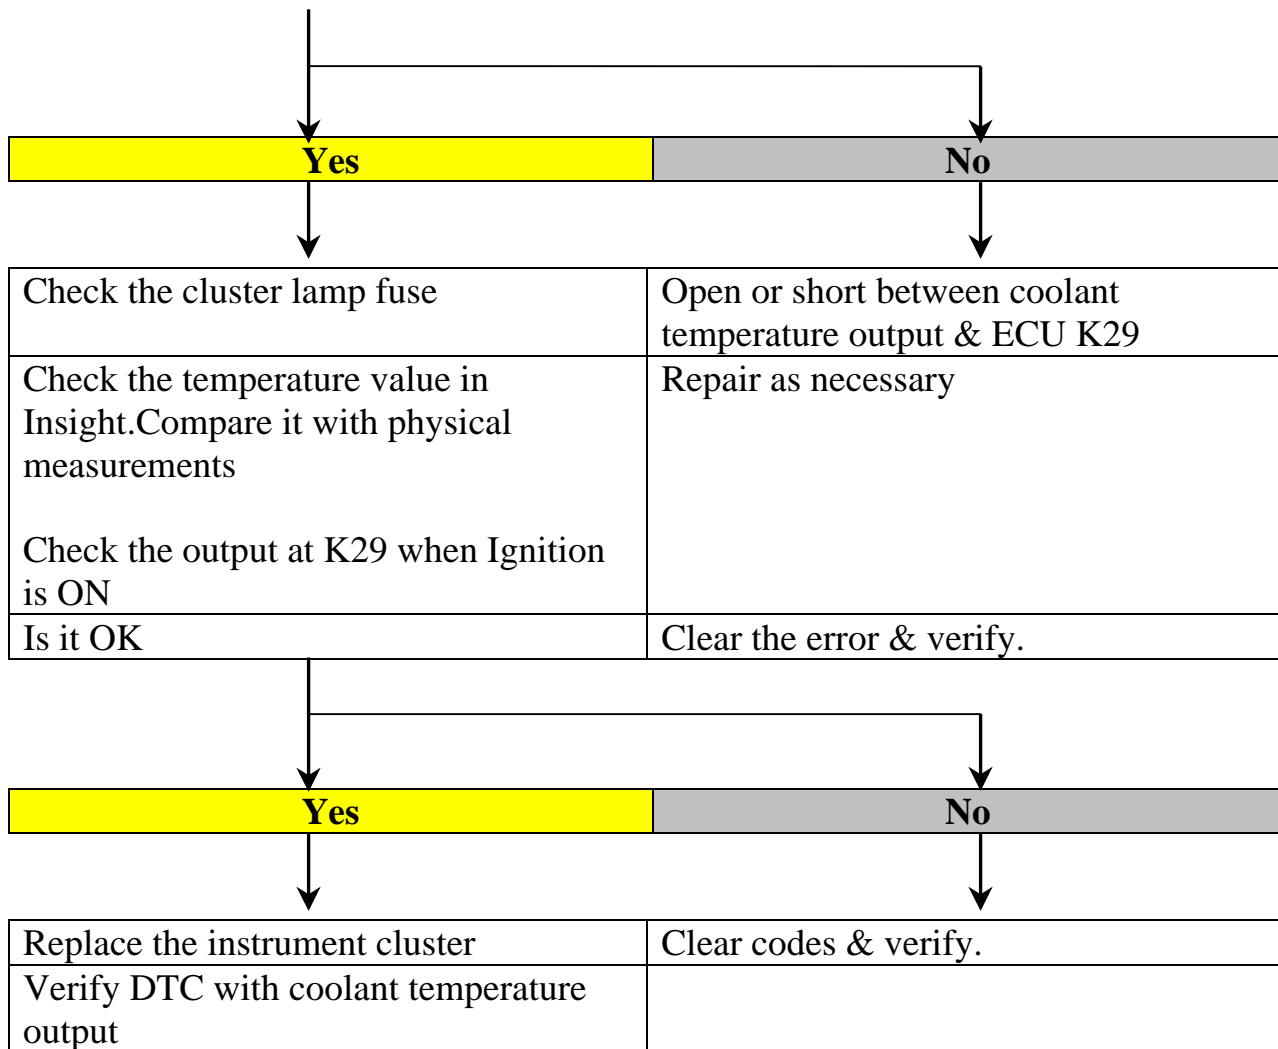 Yes
No
Check the cluster lamp fuse
Open or short between coolant
temperature output & ECU K29
Check the temperature value in
Insight.Compare it with physical
measurements
Check the output at K29 when Ignition
is ON
Repair as necessary
Is it OK
Clear the error & verify.
Yes
No
Replace the instrument cluster
Clear codes & verify.
Verify DTC with coolant temperature
output